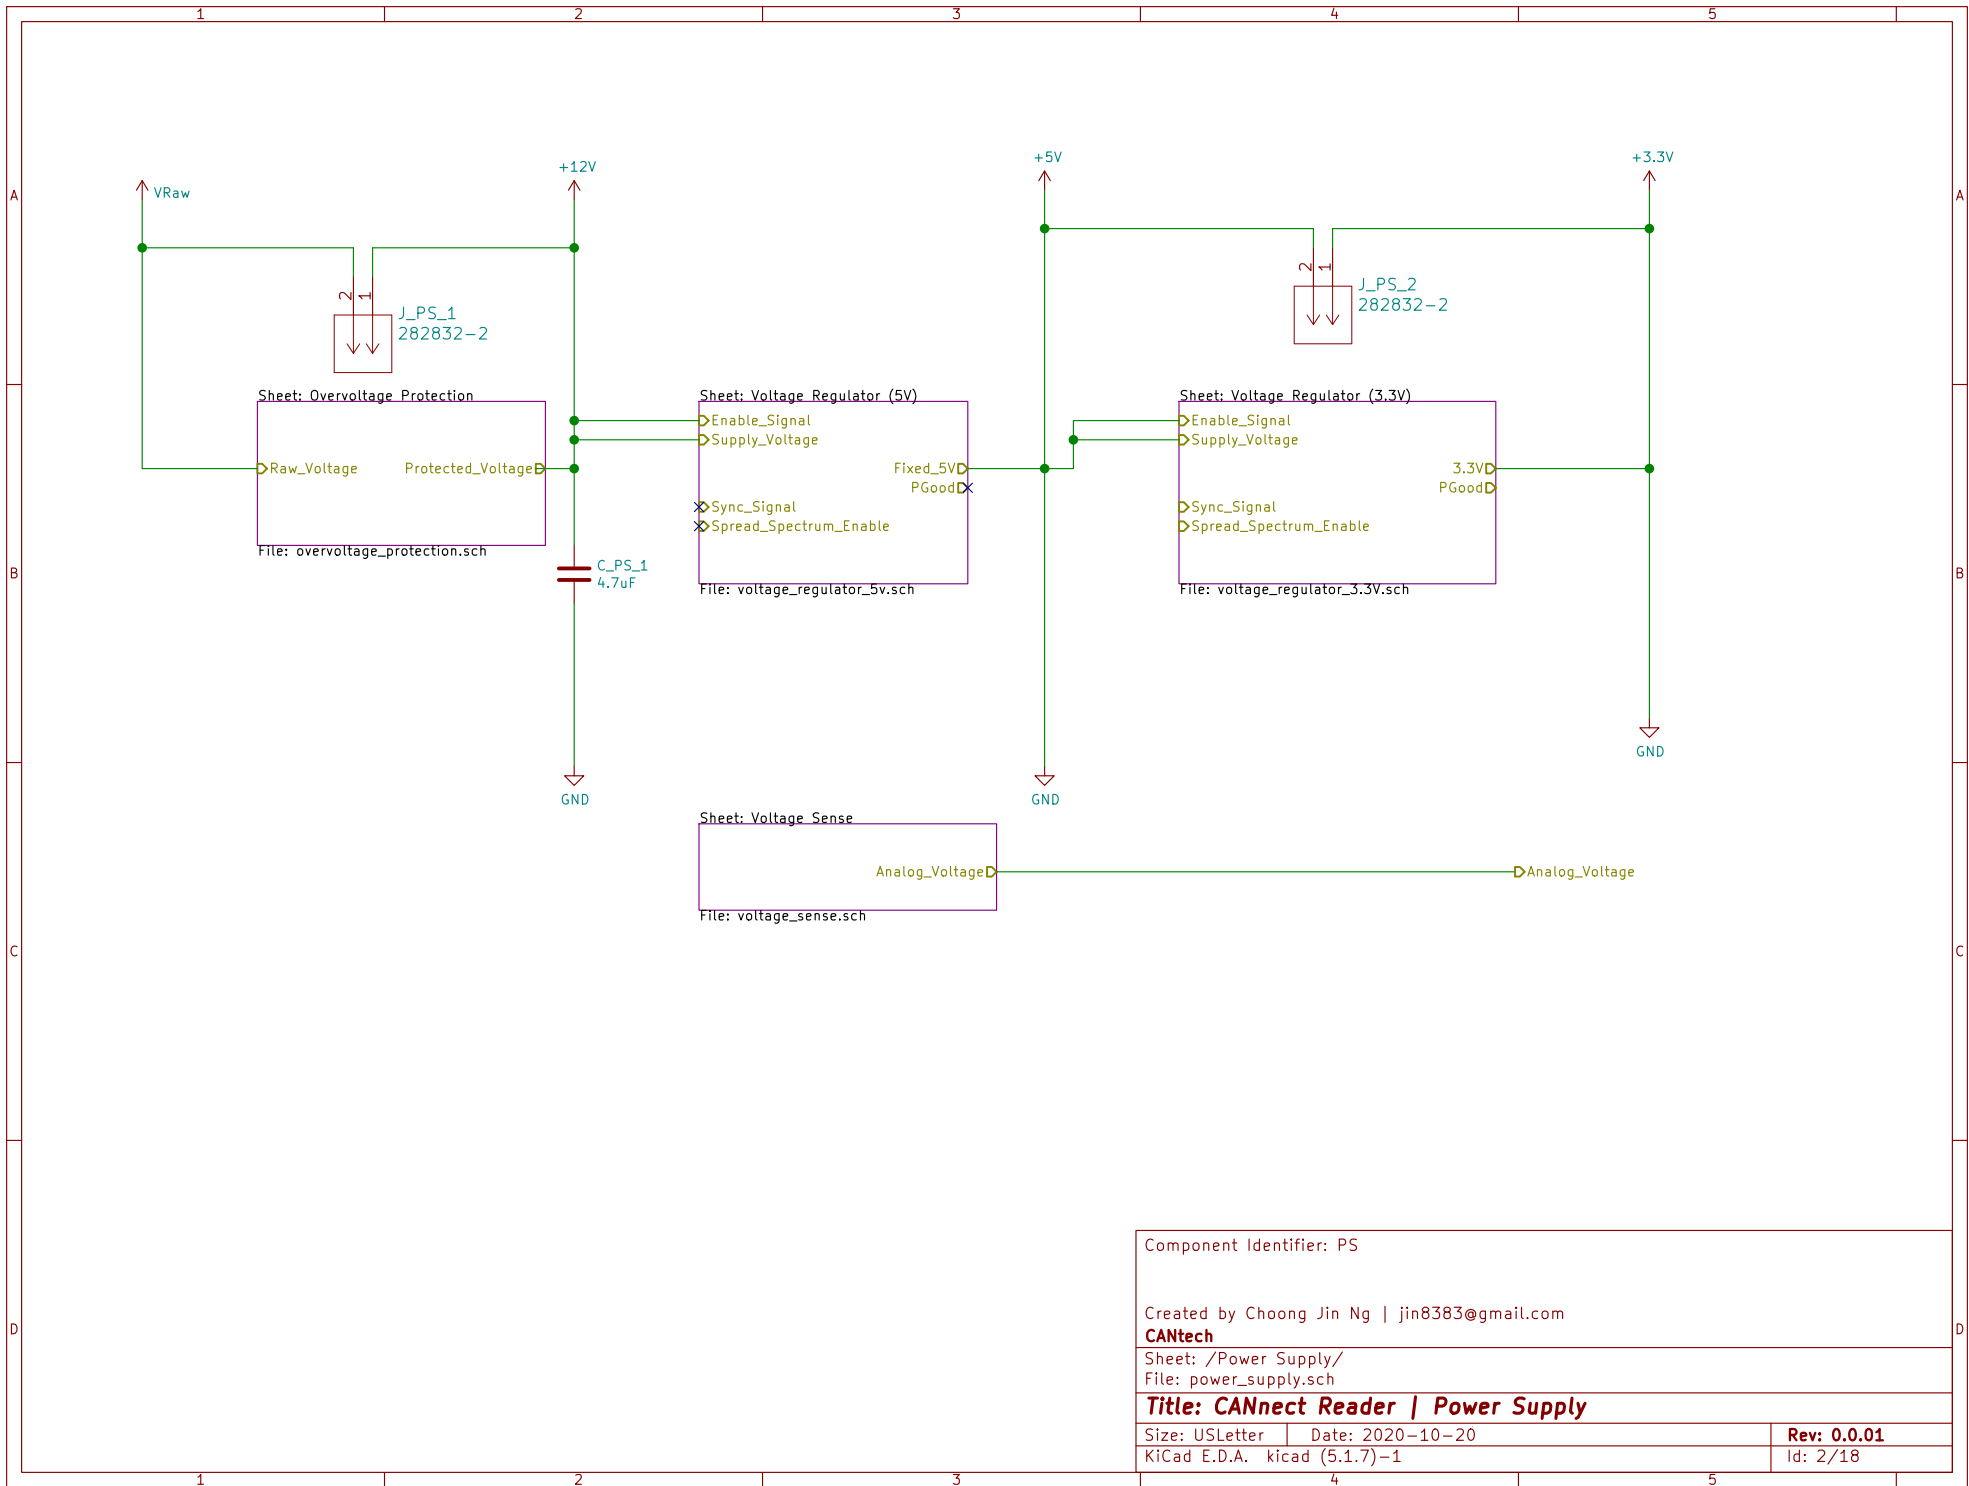 1 2 3 4 5
A A
B B
C C
D D
1 2 3 4 5
VRaw
+12V
+5V
+3.3V
2 1
J_PS_1
282832-2
2 1
J_PS_2
282832-2
Sheet: Overvoltage Protection
Raw_Voltage
Protected_Voltage
File: overvoltage_protection.sch
C_PS_1
4.7uF
GND
Sheet: Voltage Regulator (5V)
Enable_Signal
Supply_Voltage
Fixed_5V
PGood
Sync_Signal
Spread_Spectrum_Enable
File: voltage_regulator_5v.sch
GND
Sheet: Voltage Regulator (3.3V)
Enable_Signal
Supply_Voltage
3.3V
PGood
Sync_Signal
Spread_Spectrum_Enable
File: voltage_regulator_3.3V.sch
GND
Sheet: Voltage Sense
Analog_Voltage
Analog_Voltage
File: voltage_sense.sch
Component Identifier: PS
Created by Choong Jin Ng | jin8383@gmail.com
CANtech
Sheet: /Power Supply/
File: power_supply.sch
Title: CANnect Reader | Power Supply
Size: USLetter Date: 2020-10-20 Rev: 0.0.01
KiCad E.D.A. kicad (5.1.7)-1 Id: 2/18